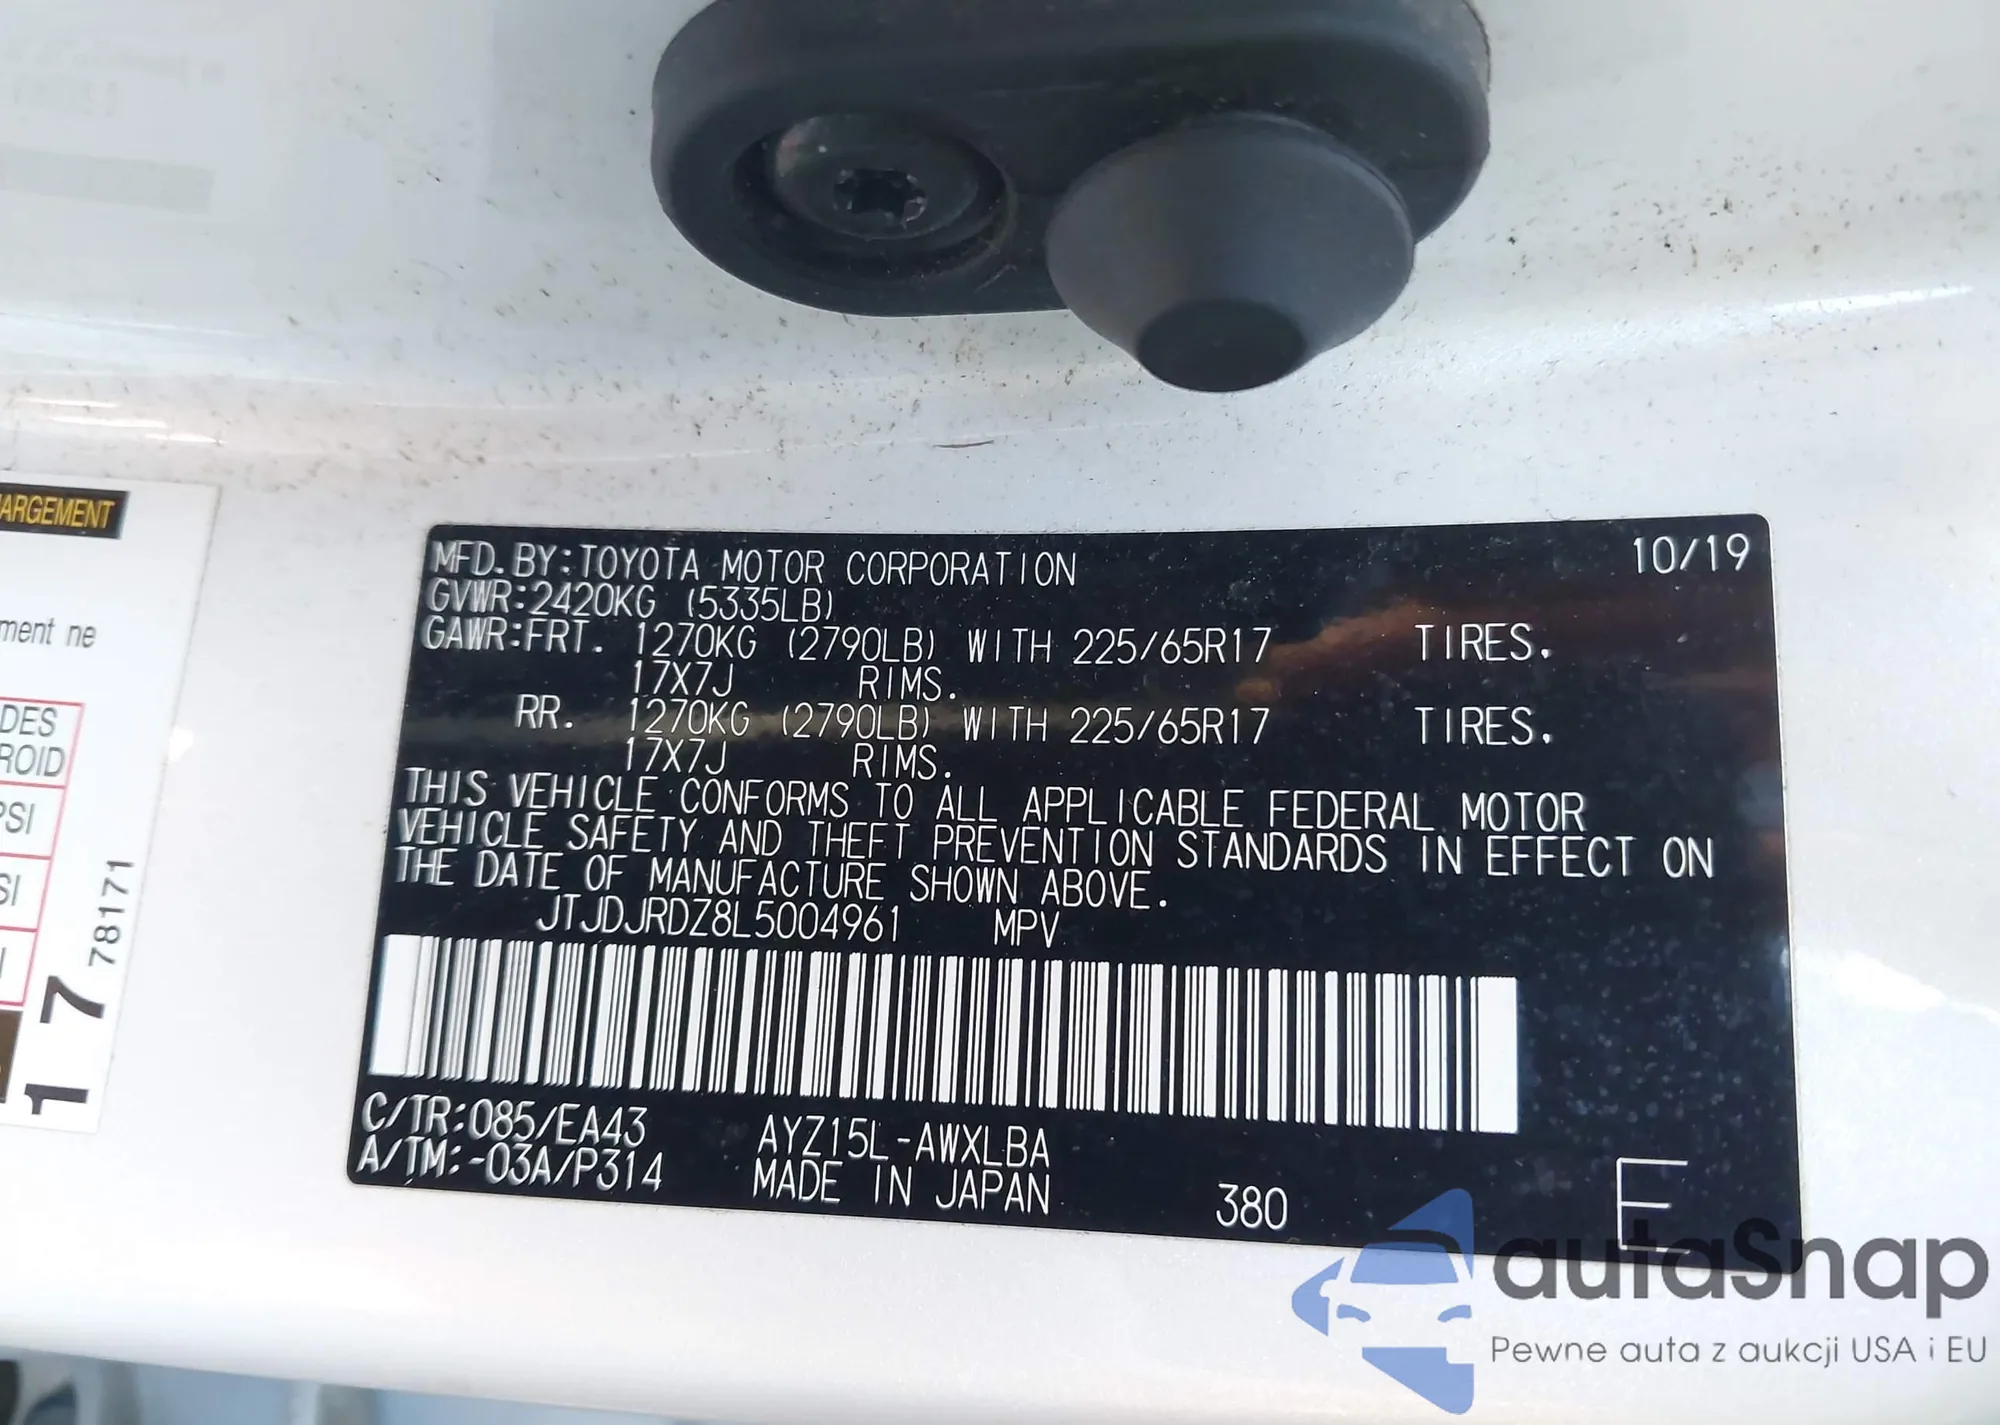 ARGEMENT
ment ne
DES
ROID
PSI
SI
I
17
78171
MFD. BY:TOYOTA MOTOR CORPORATION 10/19
GVWR:2420KG (5335LB)
GAWR:FRT. 1270KG (2790LB) WITH 225/65R17 TIRES.
17X7J RIMS.
RR. 1270KG (2790LB) WITH 225/65R17 TIRES.
17X7J RIMS.
THIS VEHICLE CONFORMS TO ALL APPLICABLE FEDERAL MOTOR
VEHICLE SAFETY AND THEFT PREVENTION STANDARDS IN EFFECT ON
THE DATE OF MANUFACTURE SHOWN ABOVE.
JTJDJRDZ8L5004961 MPV
C/TR:085/EA43 AYZ15L-AWXLBA
A/TM:-03A/P314 MADE IN JAPAN 380 E
autaSnap
Pewne auta z aukcji USA i EU